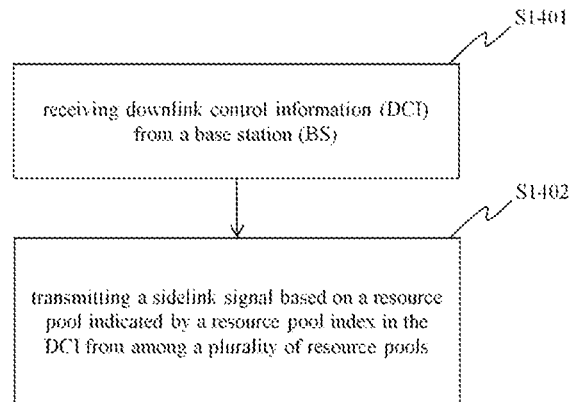 S1401
receiving downlink control information (DCI)
from a base station (BS)
S1402
transmitting a sidelink signal based on a resource
pool indicated by a resource pool index in the
DCI from among a plurality of resource pools